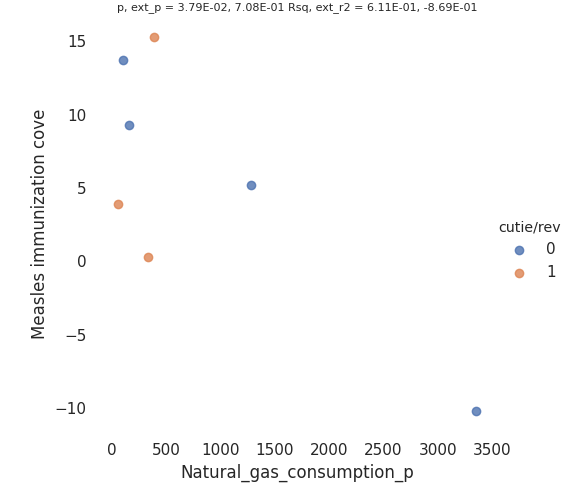 p, ext_p = 3.79E-02, 7.08E-01 Rsq, ext_r2 = 6.11E-01, -8.69E-01
15
10
5
0
−5
−10
Measles immunization cove
0 500 1000 1500 2000 2500 3000 3500
Natural_gas_consumption_p
cutie/rev
0
1